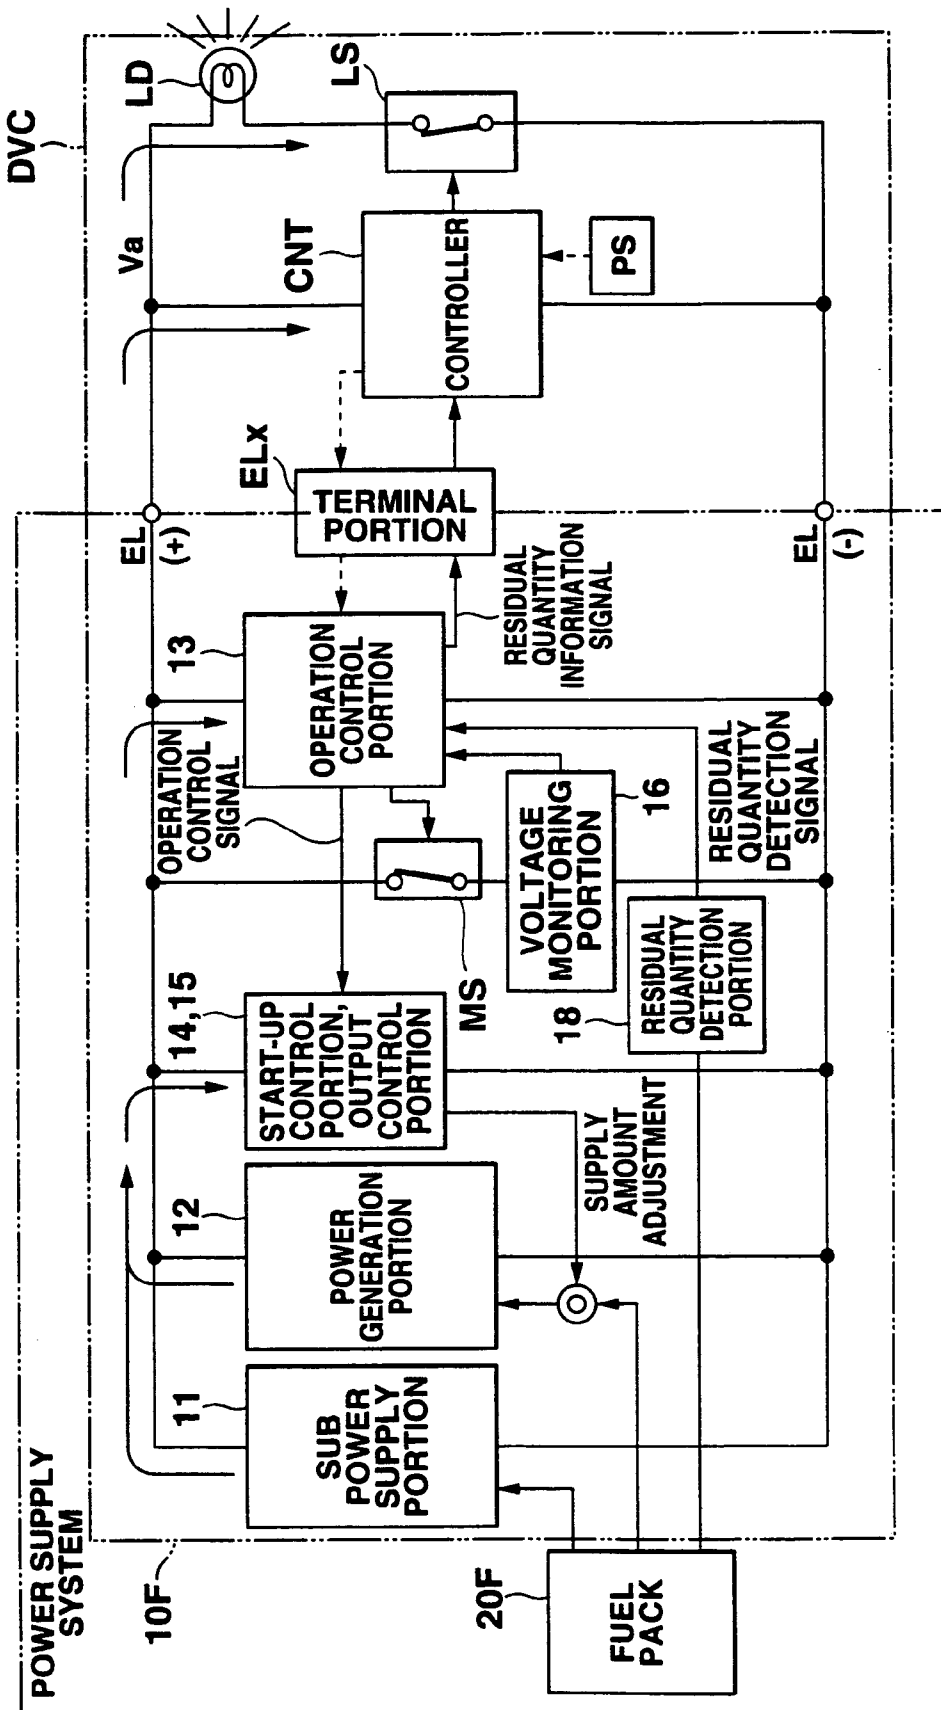 POWER SUPPLY
SYSTEM
DVC
10F
11
12
14,15
OPERATION
CONTROL
SIGNAL
13
EL
(+)
ELx
Va
CNT
LD
LS
SUB
POWER
SUPPLY
PORTION
POWER
GENERATION
PORTION
START-UP
CONTROL
PORTION,
OUTPUT
CONTROL
PORTION
OPERATION
CONTROL
PORTION
TERMINAL
PORTION
CONTROLLER
PS
MS
VOLTAGE
MONITORING
PORTION
16
RESIDUAL
QUANTITY
INFORMATION
SIGNAL
20F
FUEL
PACK
SUPPLY
AMOUNT
ADJUSTMENT
18
RESIDUAL
QUANTITY
DETECTION
PORTION
RESIDUAL
QUANTITY
DETECTION
SIGNAL
EL
(-)